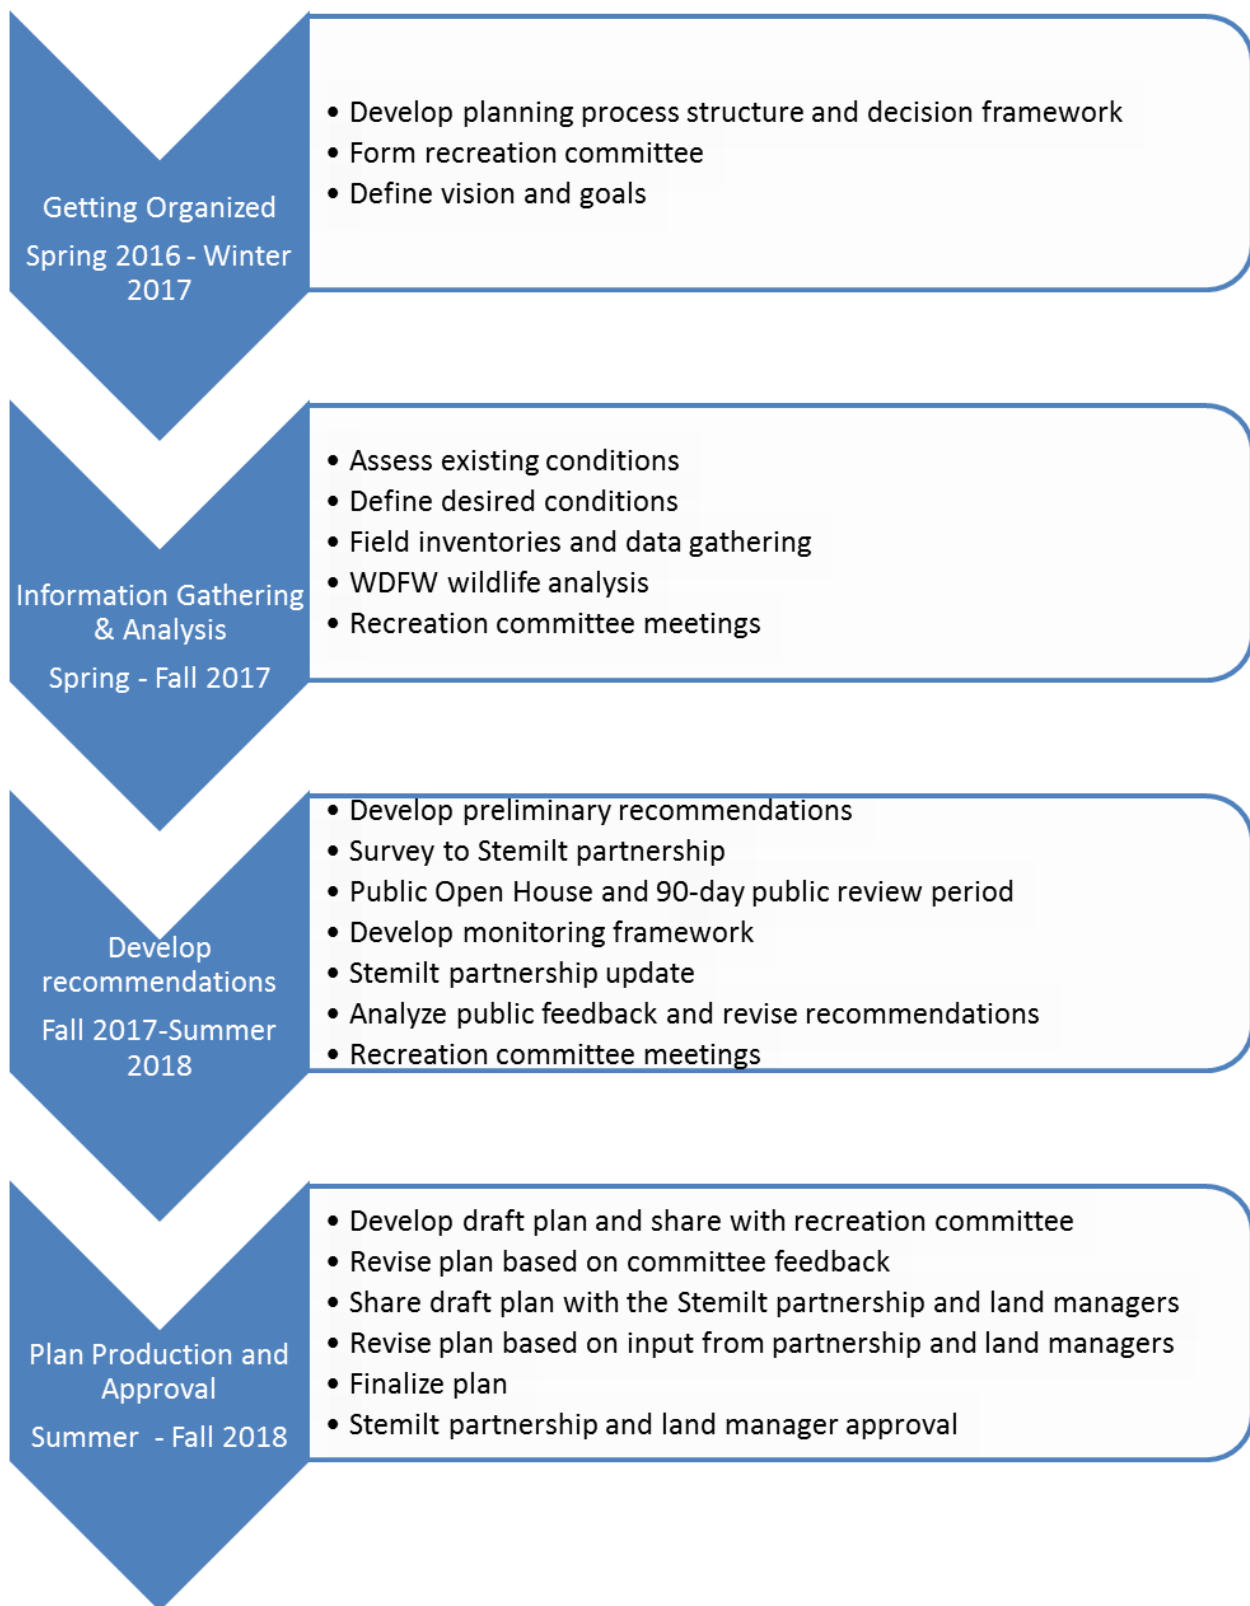 Getting Organized
Spring 2016 - Winter
2017
• Develop planning process structure and decision framework
• Form recreation committee
• Define vision and goals
Information Gathering
& Analysis
Spring - Fall 2017
• Assess existing conditions
• Define desired conditions
• Field inventories and data gathering
• WDFW wildlife analysis
• Recreation committee meetings
Develop
recommendations
Fall 2017-Summer
2018
• Develop preliminary recommendations
• Survey to Stemilt partnership
• Public Open House and 90-day public review period
• Develop monitoring framework
• Stemilt partnership update
• Analyze public feedback and revise recommendations
• Recreation committee meetings
Plan Production and
Approval
Summer - Fall 2018
• Develop draft plan and share with recreation committee
• Revise plan based on committee feedback
• Share draft plan with the Stemilt partnership and land managers
• Revise plan based on input from partnership and land managers
• Finalize plan
• Stemilt partnership and land manager approval